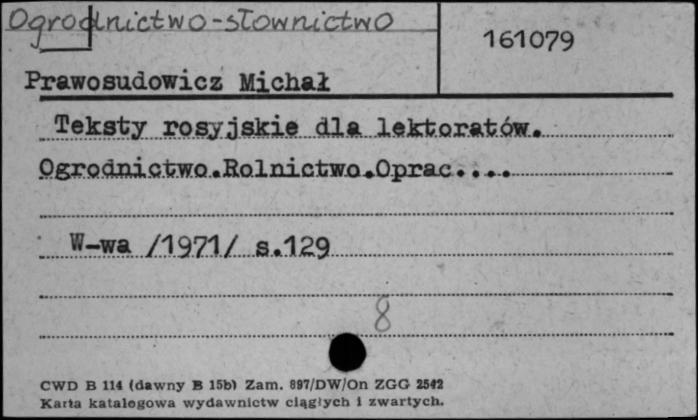 Ogrodnictwo-słownictwo
161079
Prawosudowicz Michał
Teksty rosyjskie dla lektoratów.
Ogrodnictwo.Rolnictwo.Oprac....
W-wa /1971/ s.129
8
CWD B 114 (dawny B 15b) Zam. 897/DW/On ZGG 2542
Karta katalogowa wydawnictw ciągłych i zwartych.